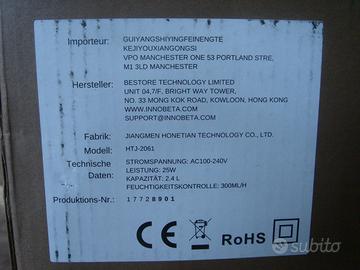 Importeur: GUIYANGSHIYINGFEINENGTE
KEJIYOUXIANGONGSI
VPO MANCHESTER ONE 53 PORTLAND STRE,
M1 3LD MANCHESTER
Hersteller: BESTORE TECHNOLOGY LIMITED
UNIT 04,7/F, BRIGHT WAY TOWER,
NO. 33 MONG KOK ROAD, KOWLOON, HONG KONG
WWW.INNOBETA.COM
SUPPORT@INNOBETA.COM
Fabrik: JIANGMEN HONETIAN TECHNOLOGY CO., LTD.
Modell: HTJ-2061
Technische STROMSPANNUNG: AC100-240V
Daten: LEISTUNG: 25W
KAPAZITÄT: 2.4 L
FEUCHTIGKEITSKONTROLLE: 300ML/H
Produktions-Nr.: 17728901
CE RoHS
subito